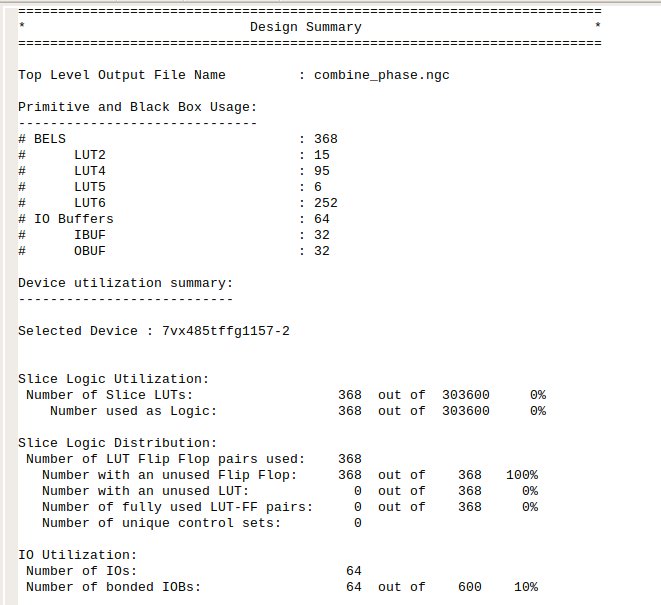 =========================================================================
*                            Design Summary                             *
=========================================================================
Top Level Output File Name         : combine_phase.ngc
Primitive and Black Box Usage:
------------------------------
# BELS                             : 368
#      LUT2                        : 15
#      LUT4                        : 95
#      LUT5                        : 6
#      LUT6                        : 252
# IO Buffers                       : 64
#      IBUF                        : 32
#      OBUF                        : 32
Device utilization summary:
---------------------------
Selected Device : 7vx485tffg1157-2
Slice Logic Utilization:
 Number of Slice LUTs:                  368  out of  303600     0%
    Number used as Logic:               368  out of  303600     0%
Slice Logic Distribution:
 Number of LUT Flip Flop pairs used:    368
   Number with an unused Flip Flop:     368  out of    368   100%
   Number with an unused LUT:             0  out of    368     0%
   Number of fully used LUT-FF pairs:     0  out of    368     0%
   Number of unique control sets:         0
IO Utilization:
 Number of IOs:                          64
 Number of bonded IOBs:                  64  out of    600    10%